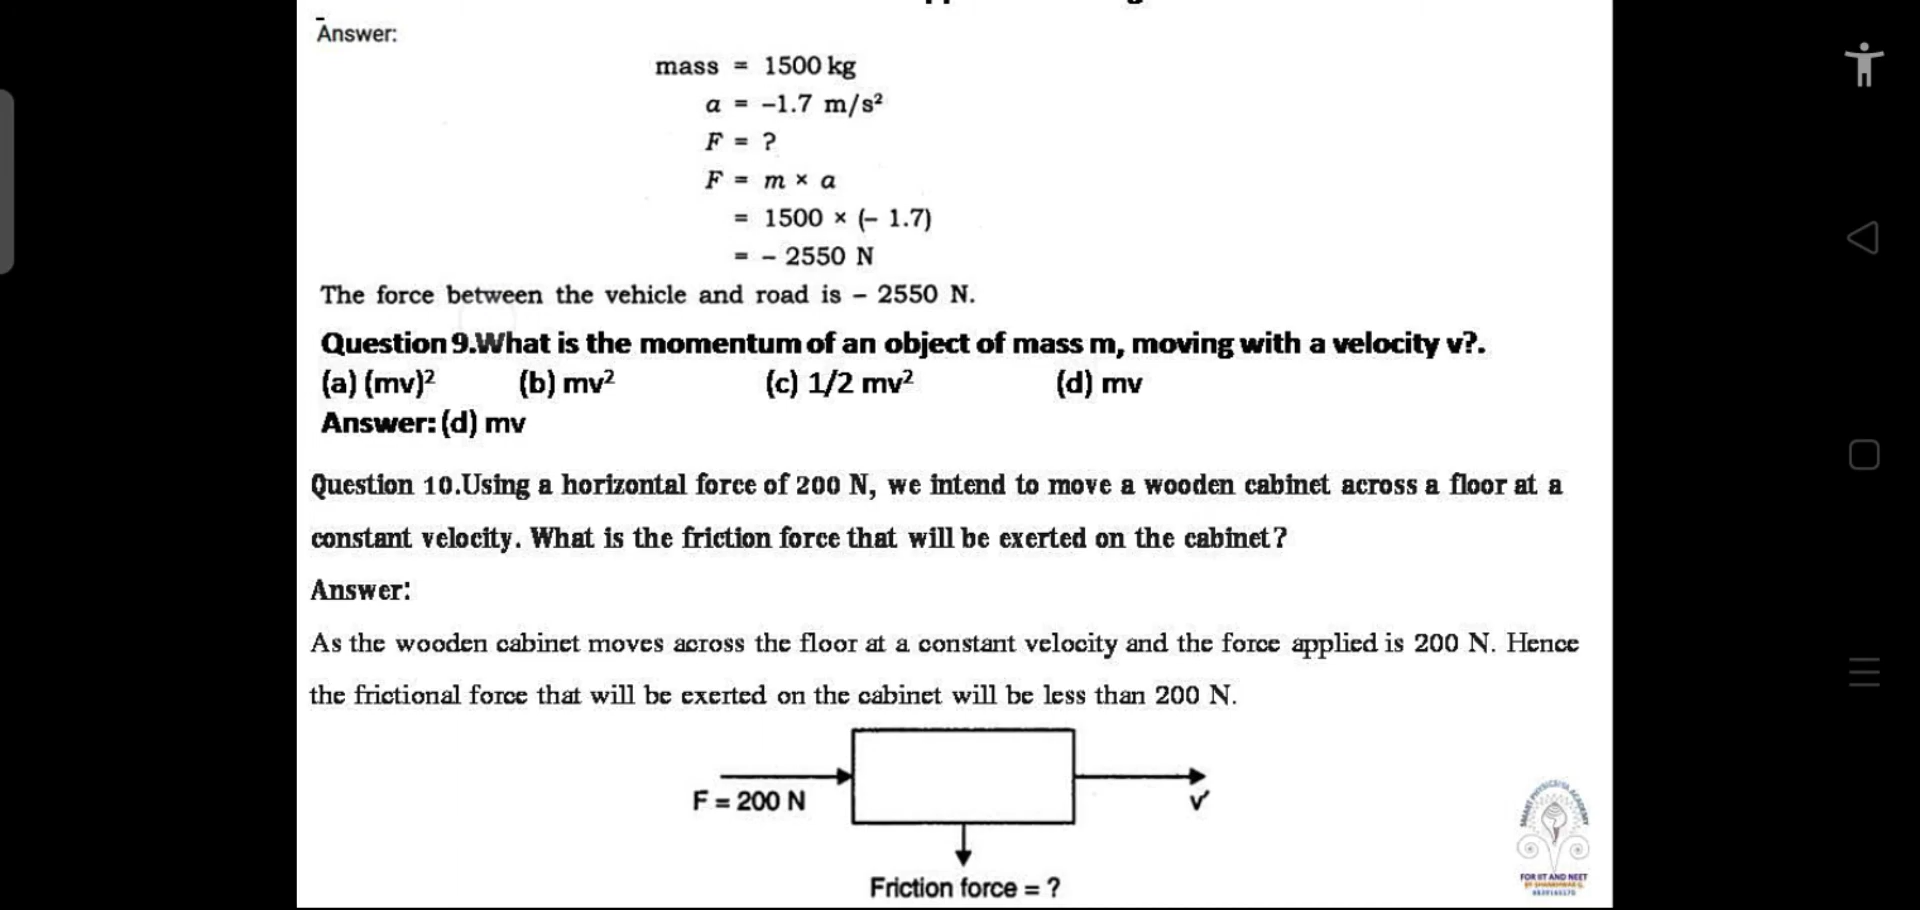 Answer:
mass = 1500 kg
a = –1.7 m/s²
F = ?
F = m × a
= 1500 × (– 1.7)
= – 2550 N
The force between the vehicle and road is – 2550 N.
Question 9.What is the momentum of an object of mass m, moving with a velocity v?.
(a) (mv)² (b) mv² (c) 1/2 mv² (d) mv
Answer: (d) mv
Question 10.Using a horizontal force of 200 N, we intend to move a wooden cabinet across a floor at a
constant velocity. What is the friction force that will be exerted on the cabinet?
Answer:
As the wooden cabinet moves across the floor at a constant velocity and the force applied is 200 N. Hence
the frictional force that will be exerted on the cabinet will be less than 200 N.
F = 200 N
v
Friction force = ?
FOR IIT AND NEET